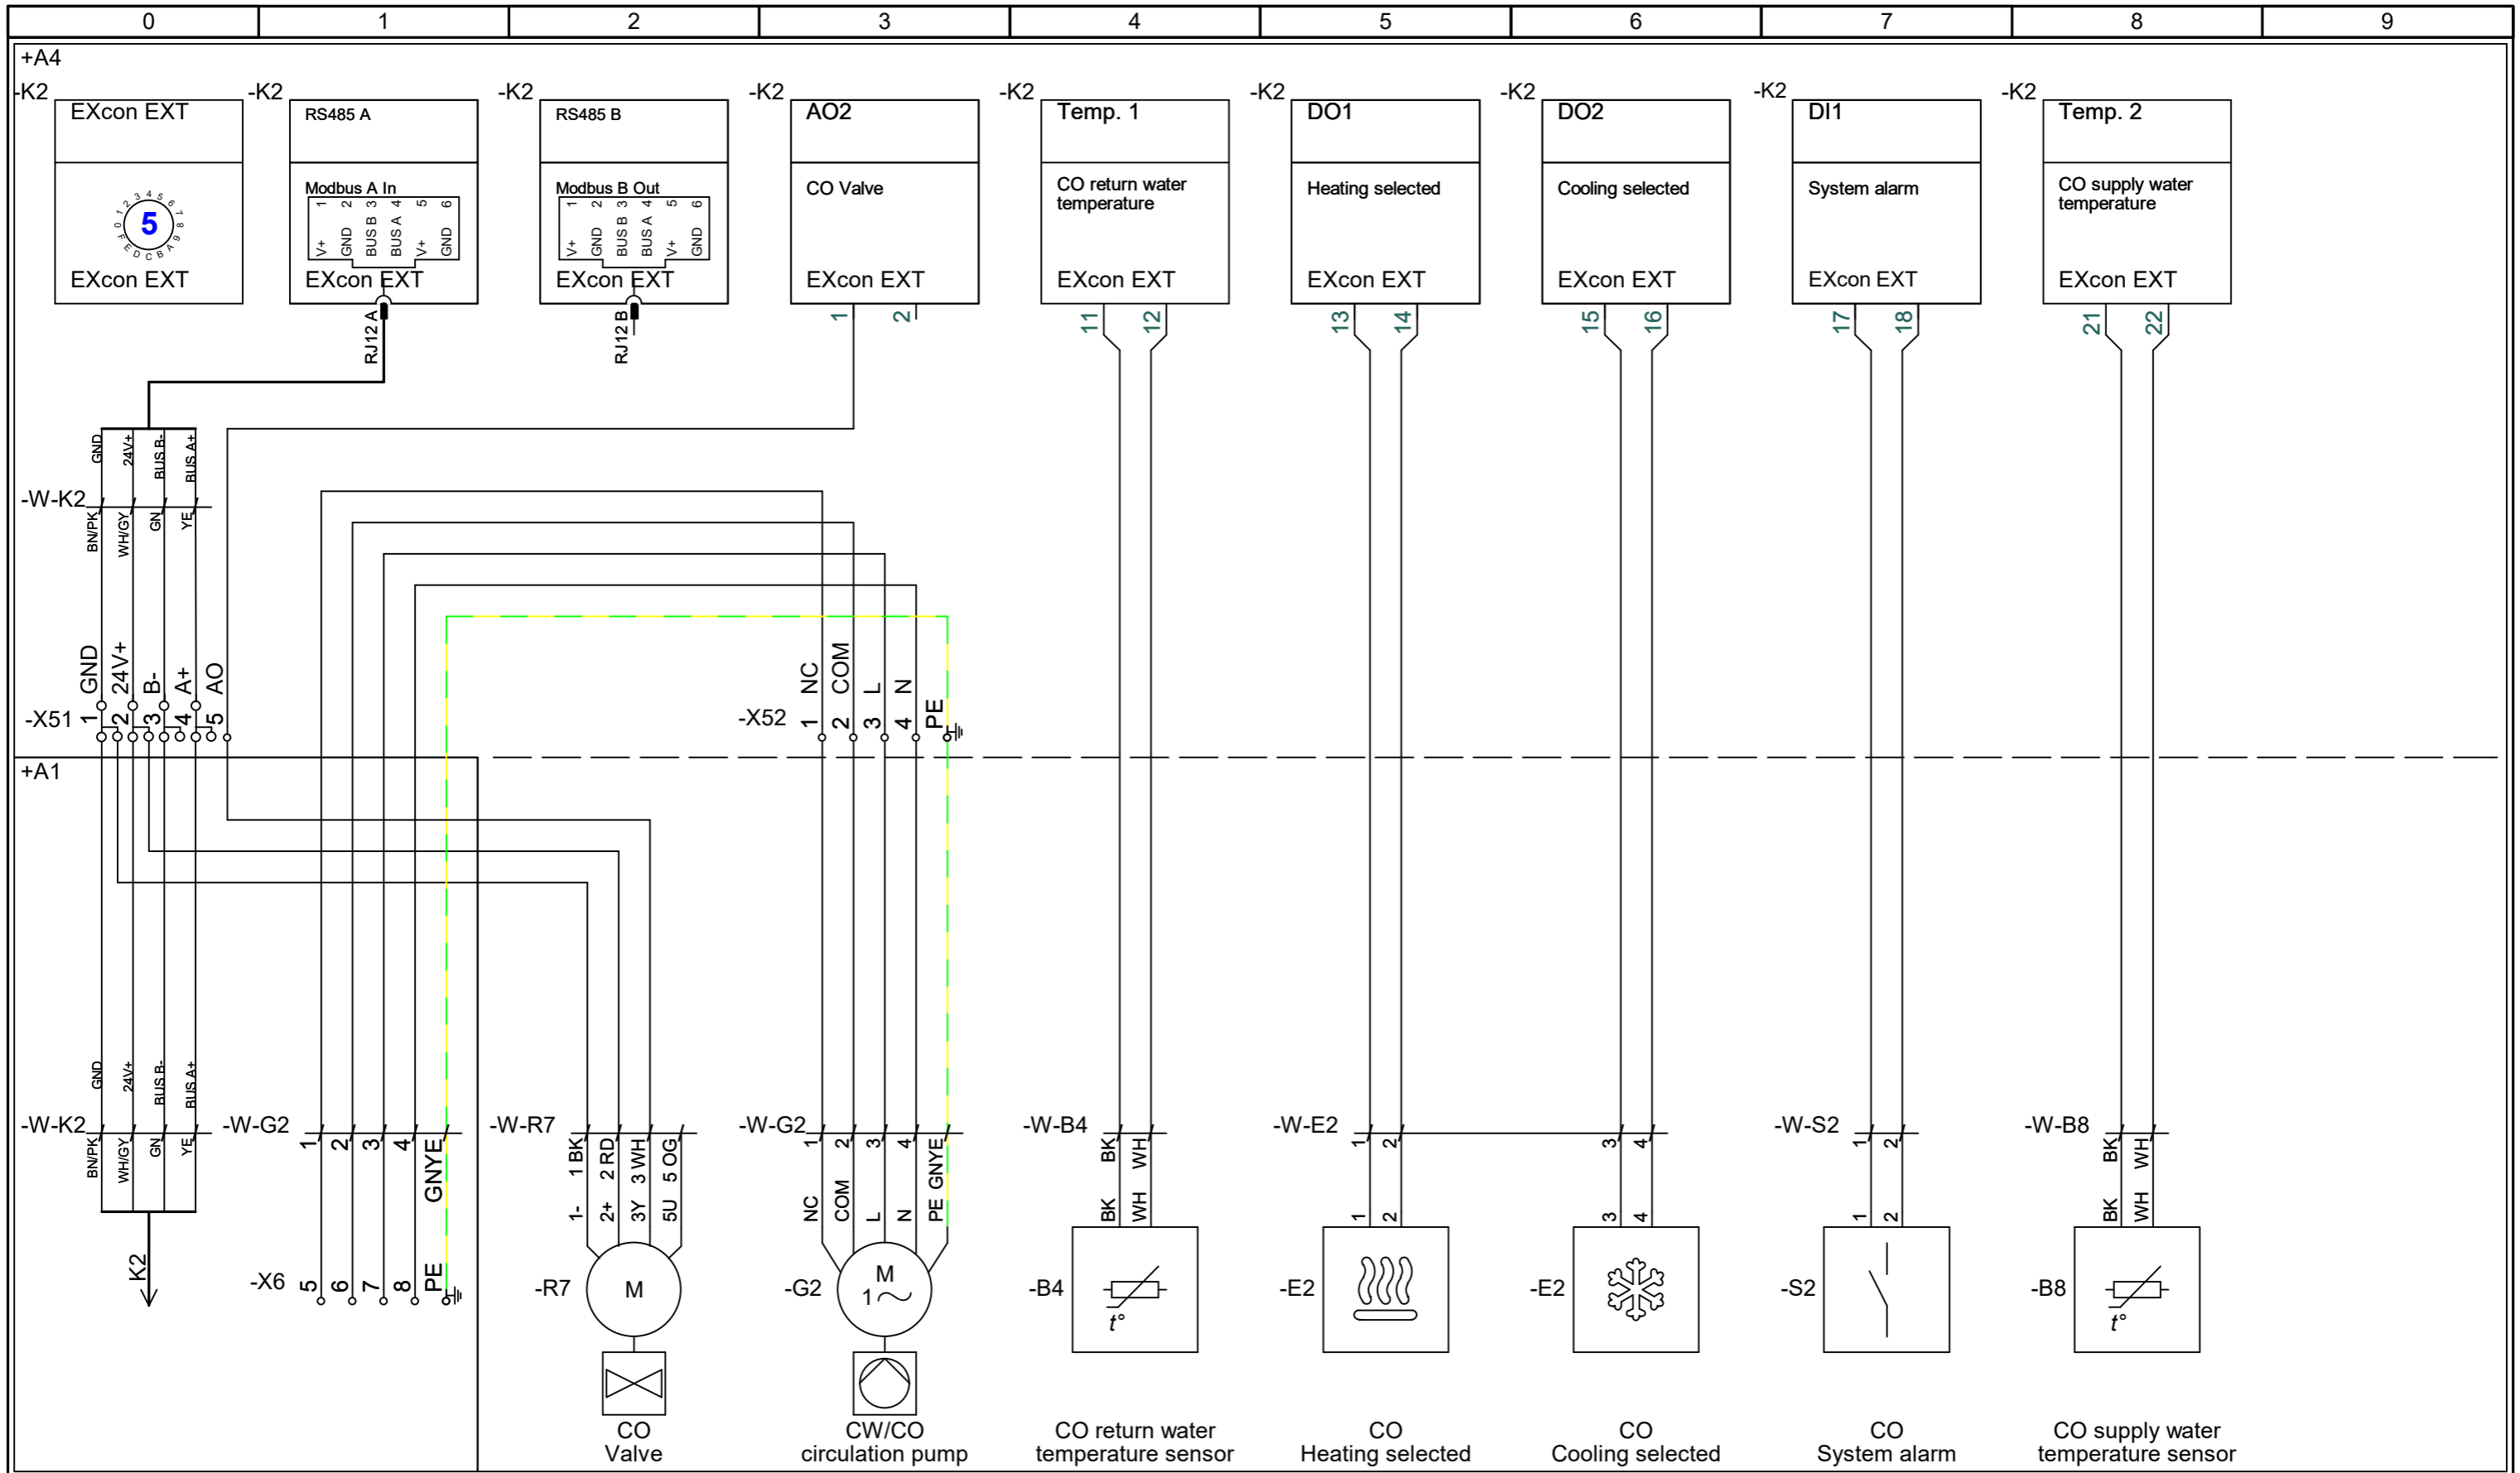 0 1 2 3 4 5 6 7 8 9
+A4
-K2 -K2 -K2 -K2 -K2 -K2 -K2 -K2 -K2
EXcon EXT RS485 A RS485 B AO2 Temp. 1 DO1 DO2 DI1 Temp. 2
0 1 2 3 4 5 6 7 8 9 A B C D E F
5
Modbus A In
1 2 3 4 5 6
V+ GND BUS B BUS A V+ GND
Modbus B Out
1 2 3 4 5 6
V+ GND BUS B BUS A V+ GND
CO Valve
CO return water
temperature
Heating selected
Cooling selected
System alarm
CO supply water
temperature
EXcon EXT EXcon EXT EXcon EXT EXcon EXT EXcon EXT EXcon EXT EXcon EXT EXcon EXT EXcon EXT
RJ12 A RJ12 B 1 2 11 12 13 14 15 16 17 18 21 22
GND 24V+ BUS B- BUS A+
-W-K2
BN/PK WH/GY GN YE
GND 24V+ B- A+ AO
-X51 1 2 3 4 5
NC COM L N PE
-X52 1 2 3 4
+A1
GND 24V+ BUS B- BUS A+
-W-K2 -W-G2 -W-R7 -W-G2 -W-B4 -W-E2 -W-S2 -W-B8
BN/PK WH/GY GN YE
1 2 3 4 GNYE
1 BK 2 RD 3 WH 5 OG
1 2 3 4 GNYE
BK WH
1 2
3 4
1 2
BK WH
1- 2+ 3Y 5U
NC COM L N PE
BK WH
1 2
3 4
1 2
BK WH
K2
-X6 5 6 7 8 PE
-R7 M
-G2 M
1
-B4 t°
-E2
-E2
-S2
-B8 t°
CO
Valve
CW/CO
circulation pump
CO return water
temperature sensor
CO
Heating selected
CO
Cooling selected
CO
System alarm
CO supply water
temperature sensor